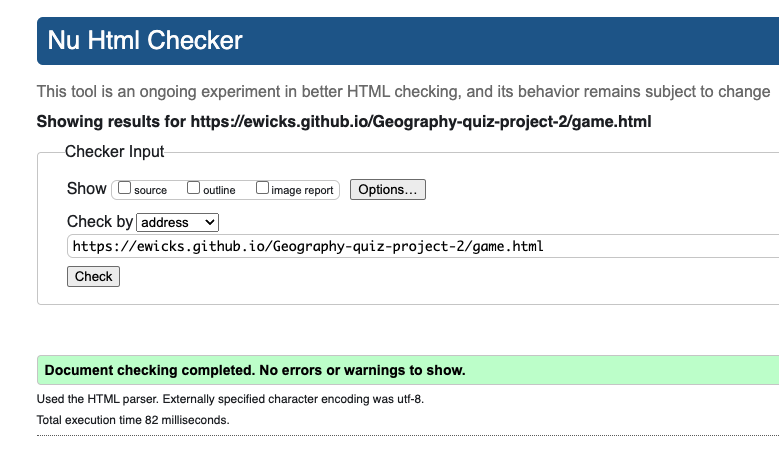 Nu Html Checker
This tool is an ongoing experiment in better HTML checking, and its behavior remains subject to change
Showing results for https://ewicks.github.io/Geography-quiz-project-2/game.html
Checker Input
Show source outline image report Options...
Check by address
https://ewicks.github.io/Geography-quiz-project-2/game.html
Check
Document checking completed. No errors or warnings to show.
Used the HTML parser. Externally specified character encoding was utf-8.
Total execution time 82 milliseconds.